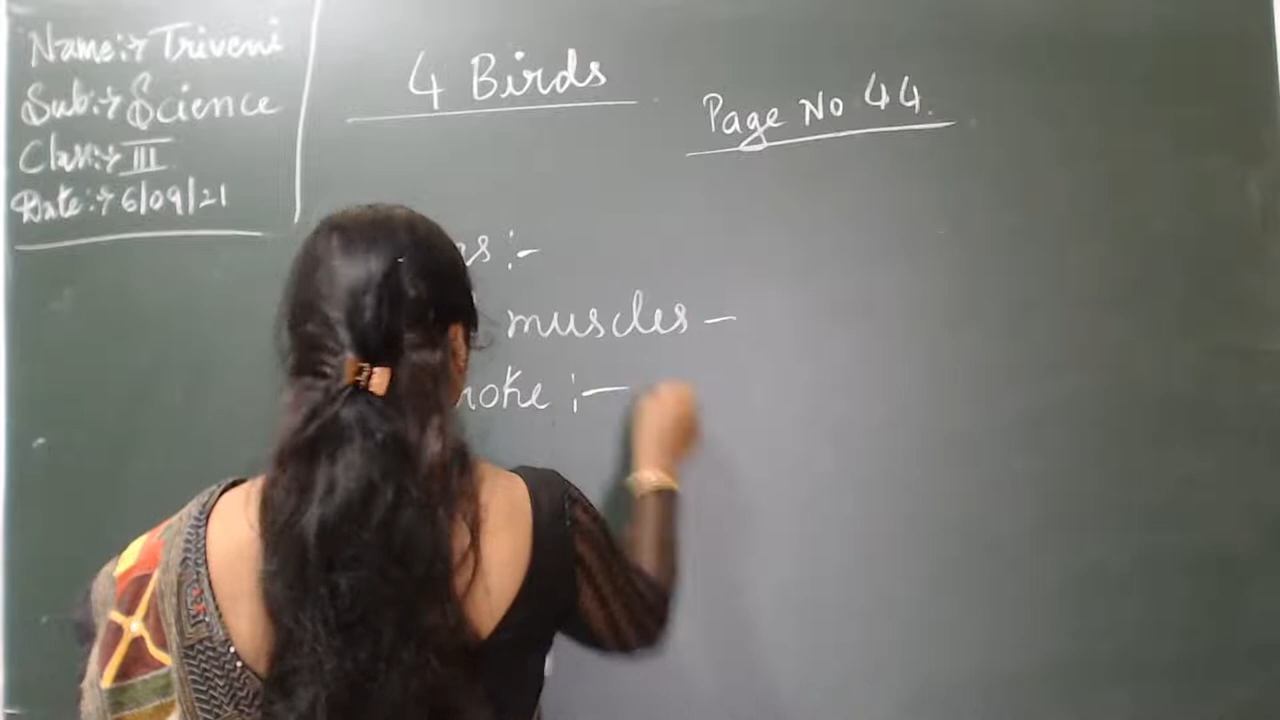 Name:→ Triveni
Sub:→ Science
Class:→ III
Date:→ 6/09/21
4 Birds
Page No 44.
:-
muscles -
:-